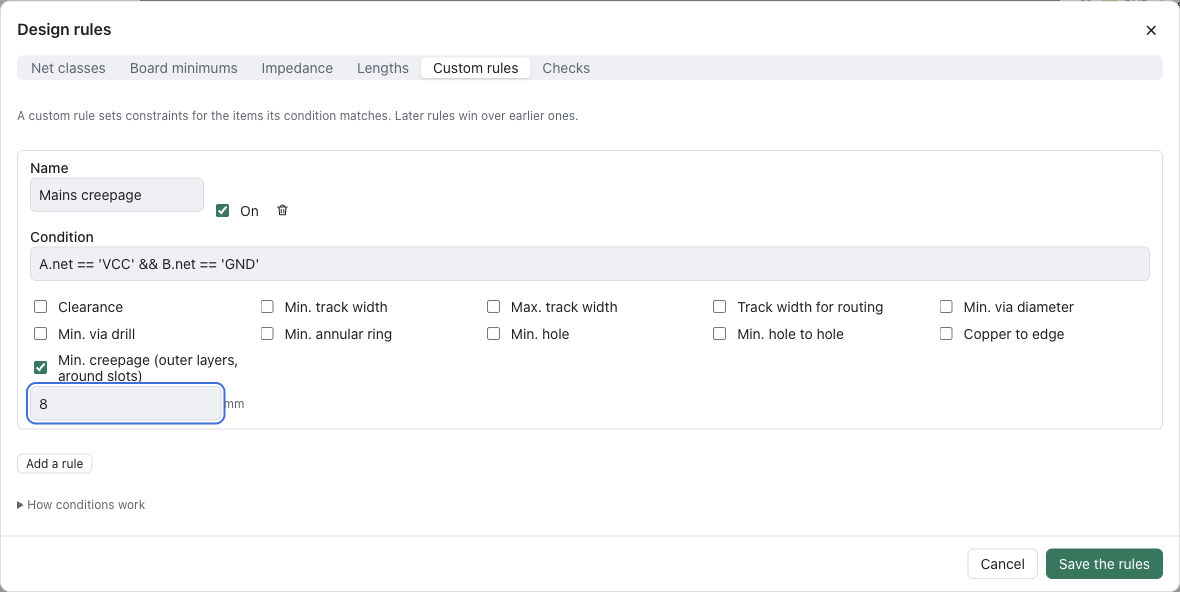 Design rules
Net classes
Board minimums
Impedance
Lengths
Custom rules
Checks
A custom rule sets constraints for the items its condition matches. Later rules win over earlier ones.
Name
Mains creepage
On
Condition
A.net == 'VCC' && B.net == 'GND'
Clearance
Min. track width
Max. track width
Track width for routing
Min. via diameter
Min. via drill
Min. annular ring
Min. hole
Min. hole to hole
Copper to edge
Min. creepage (outer layers,
around slots)
8
mm
Add a rule
How conditions work
Cancel
Save the rules